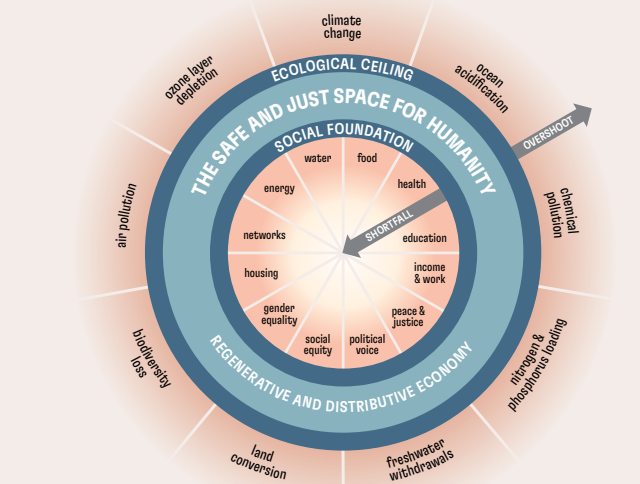 climate
change
ozone layer
depletion
ocean
acidification
ECOLOGICAL CEILING
THE SAFE AND JUST SPACE FOR HUMANITY
SOCIAL FOUNDATION
OVERSHOOT
water
food
energy
health
SHORTFALL
air pollution
chemical
pollution
networks
education
housing
income
& work
gender
equality
peace &
justice
social
equity
political
voice
REGENERATIVE AND DISTRIBUTIVE ECONOMY
biodiversity
loss
nitrogen &
phosphorus loading
land
conversion
freshwater
withdrawals